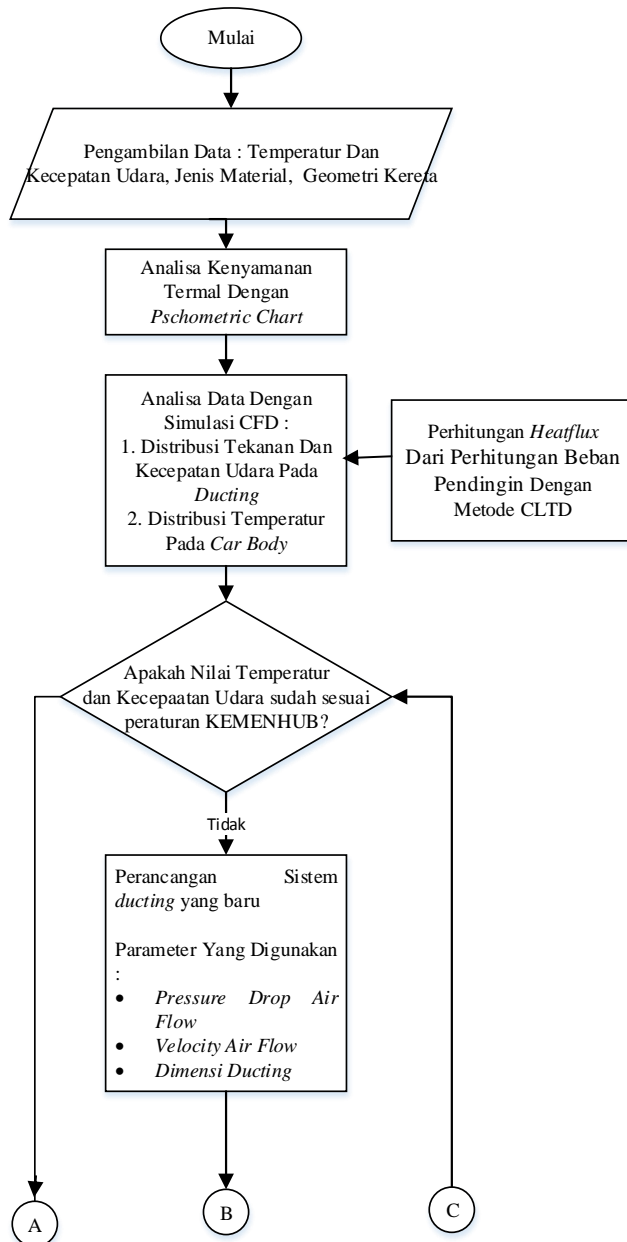 Mulai
Pengambilan Data : Temperatur Dan
Kecepatan Udara, Jenis Material, Geometri Kereta
Analisa Kenyamanan
Termal Dengan
Pschometric Chart
Analisa Data Dengan
Simulasi CFD :
1. Distribusi Tekanan Dan
Kecepatan Udara Pada
Ducting
2. Distribusi Temperatur
Pada Car Body
Perhitungan Heatflux
Dari Perhitungan Beban
Pendingin Dengan
Metode CLTD
Apakah Nilai Temperatur
dan Kecepaatan Udara sudah sesuai
peraturan KEMENHUB?
Tidak
Perancangan Sistem
ducting yang baru
Parameter Yang Digunakan
:
• Pressure Drop Air
Flow
• Velocity Air Flow
• Dimensi Ducting
A
B
C